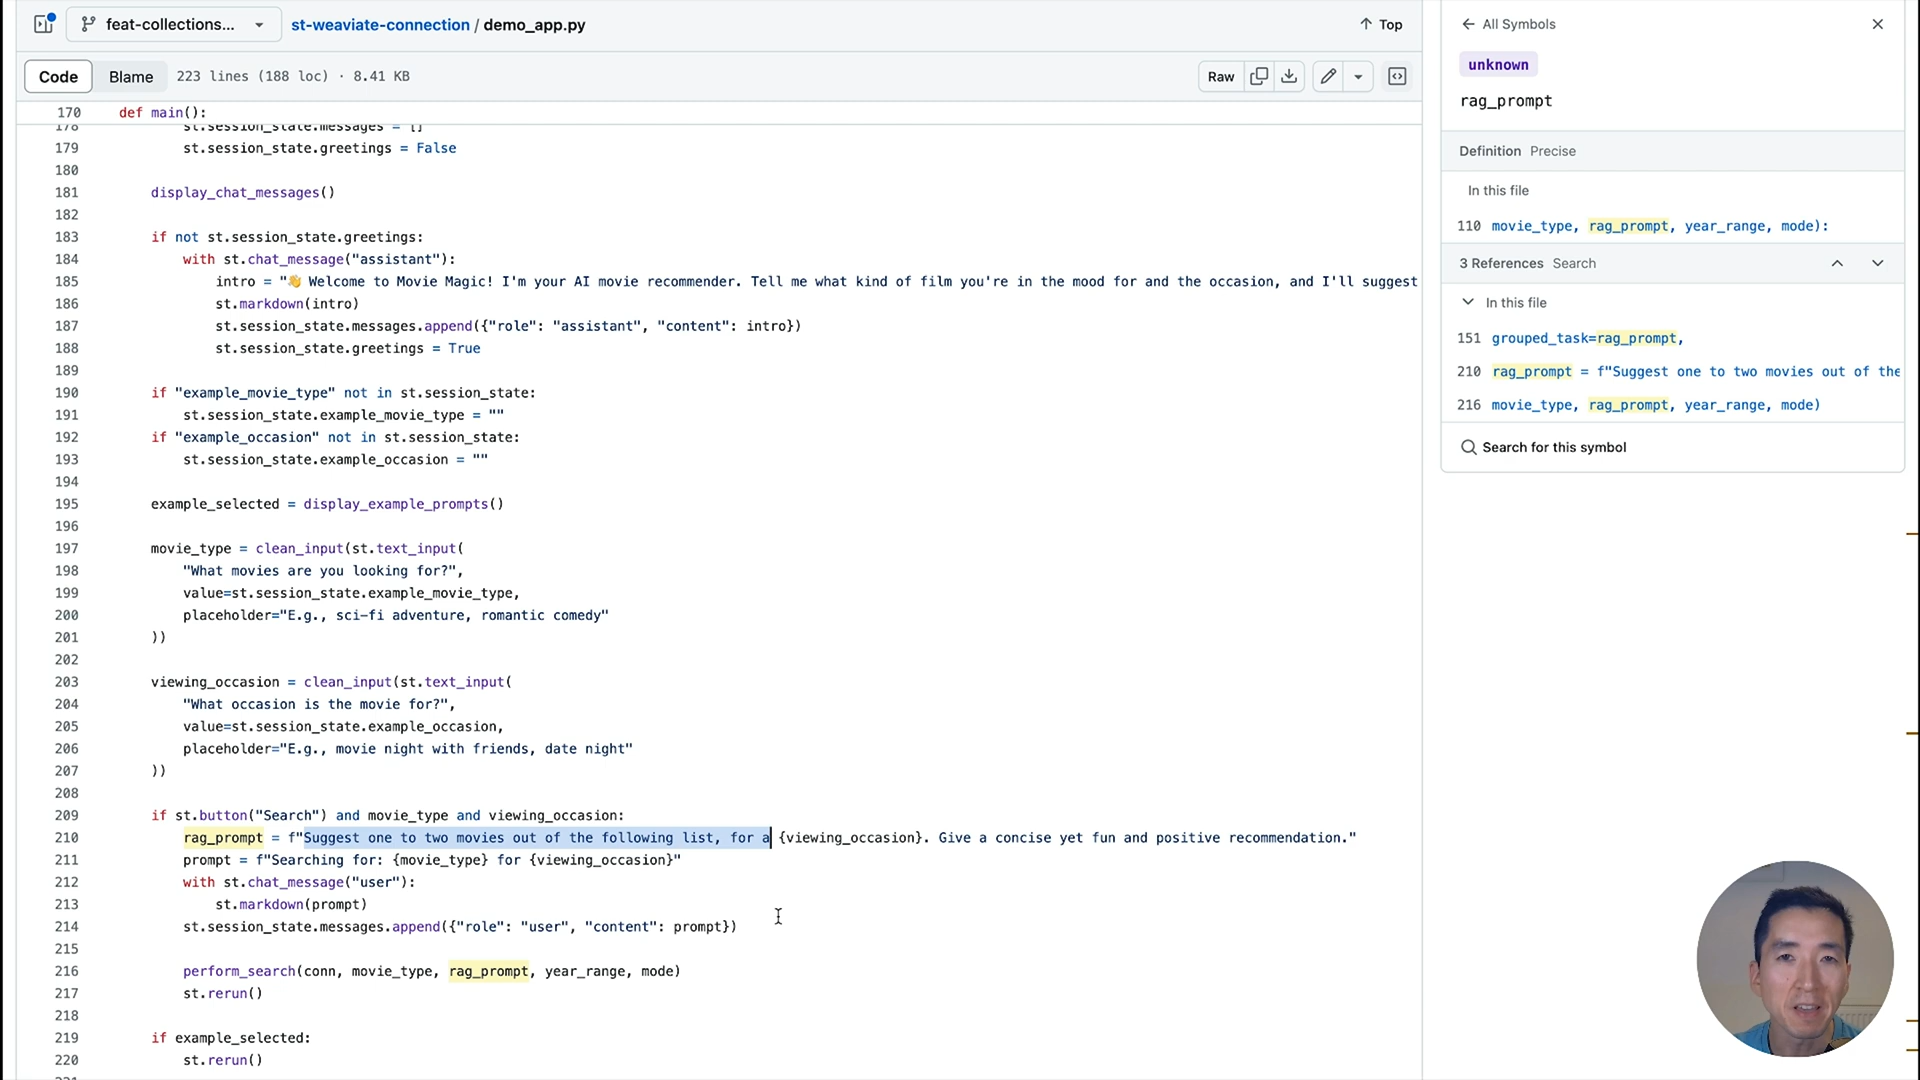 feat-collections...
st-weaviate-connection / demo_app.py
Top
Code Blame 223 lines (188 loc) · 8.41 KB
Raw
170 def main():
178 st.session_state.messages = []
179 st.session_state.greetings = False
180
181 display_chat_messages()
182
183 if not st.session_state.greetings:
184 with st.chat_message("assistant"):
185 intro = "👋 Welcome to Movie Magic! I'm your AI movie recommender. Tell me what kind of film you're in the mood for and the occasion, and I'll suggest
186 st.markdown(intro)
187 st.session_state.messages.append({"role": "assistant", "content": intro})
188 st.session_state.greetings = True
189
190 if "example_movie_type" not in st.session_state:
191 st.session_state.example_movie_type = ""
192 if "example_occasion" not in st.session_state:
193 st.session_state.example_occasion = ""
194
195 example_selected = display_example_prompts()
196
197 movie_type = clean_input(st.text_input(
198 "What movies are you looking for?",
199 value=st.session_state.example_movie_type,
200 placeholder="E.g., sci-fi adventure, romantic comedy"
201 ))
202
203 viewing_occasion = clean_input(st.text_input(
204 "What occasion is the movie for?",
205 value=st.session_state.example_occasion,
206 placeholder="E.g., movie night with friends, date night"
207 ))
208
209 if st.button("Search") and movie_type and viewing_occasion:
210 rag_prompt = f"Suggest one to two movies out of the following list, for a {viewing_occasion}. Give a concise yet fun and positive recommendation."
211 prompt = f"Searching for: {movie_type} for {viewing_occasion}"
212 with st.chat_message("user"):
213 st.markdown(prompt)
214 st.session_state.messages.append({"role": "user", "content": prompt})
215
216 perform_search(conn, movie_type, rag_prompt, year_range, mode)
217 st.rerun()
218
219 if example_selected:
220 st.rerun()
All Symbols
unknown
rag_prompt
Definition Precise
In this file
110 movie_type, rag_prompt, year_range, mode):
3 References Search
In this file
151 grouped_task=rag_prompt,
210 rag_prompt = f"Suggest one to two movies out of the
216 movie_type, rag_prompt, year_range, mode)
Search for this symbol